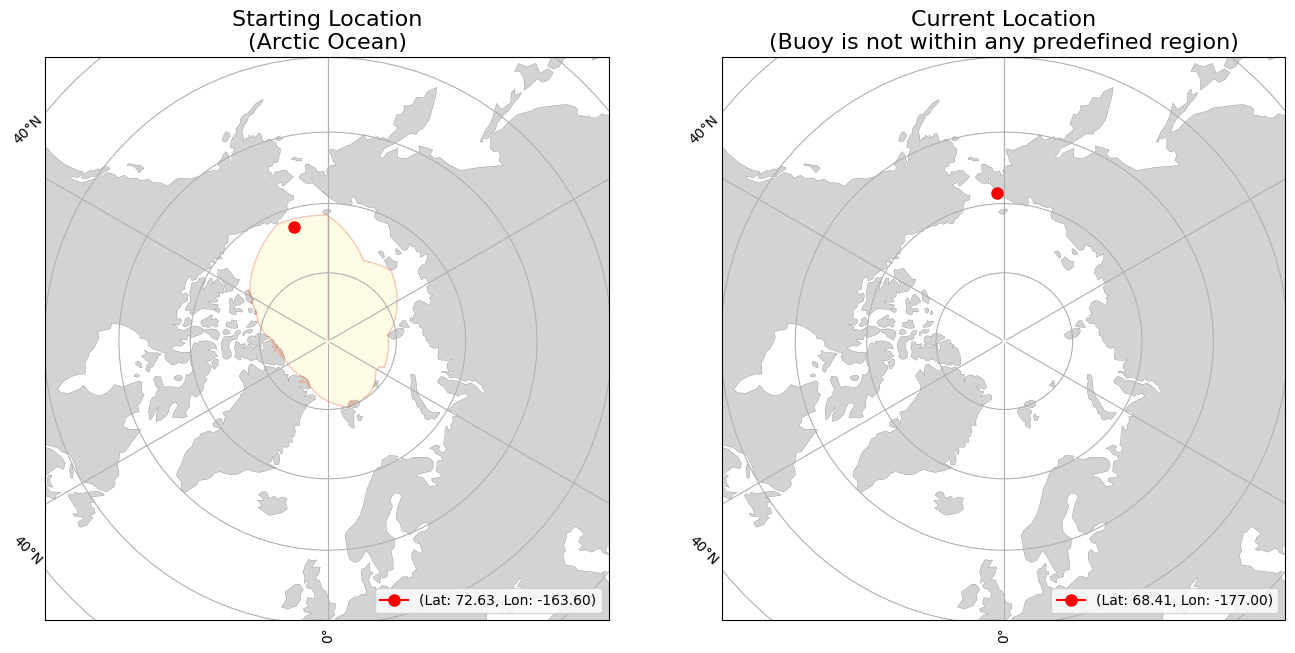 Starting Location
(Arctic Ocean)
40°N
40°N
0°
(Lat: 72.63, Lon: -163.60)
Current Location
(Buoy is not within any predefined region)
40°N
40°N
0°
(Lat: 68.41, Lon: -177.00)